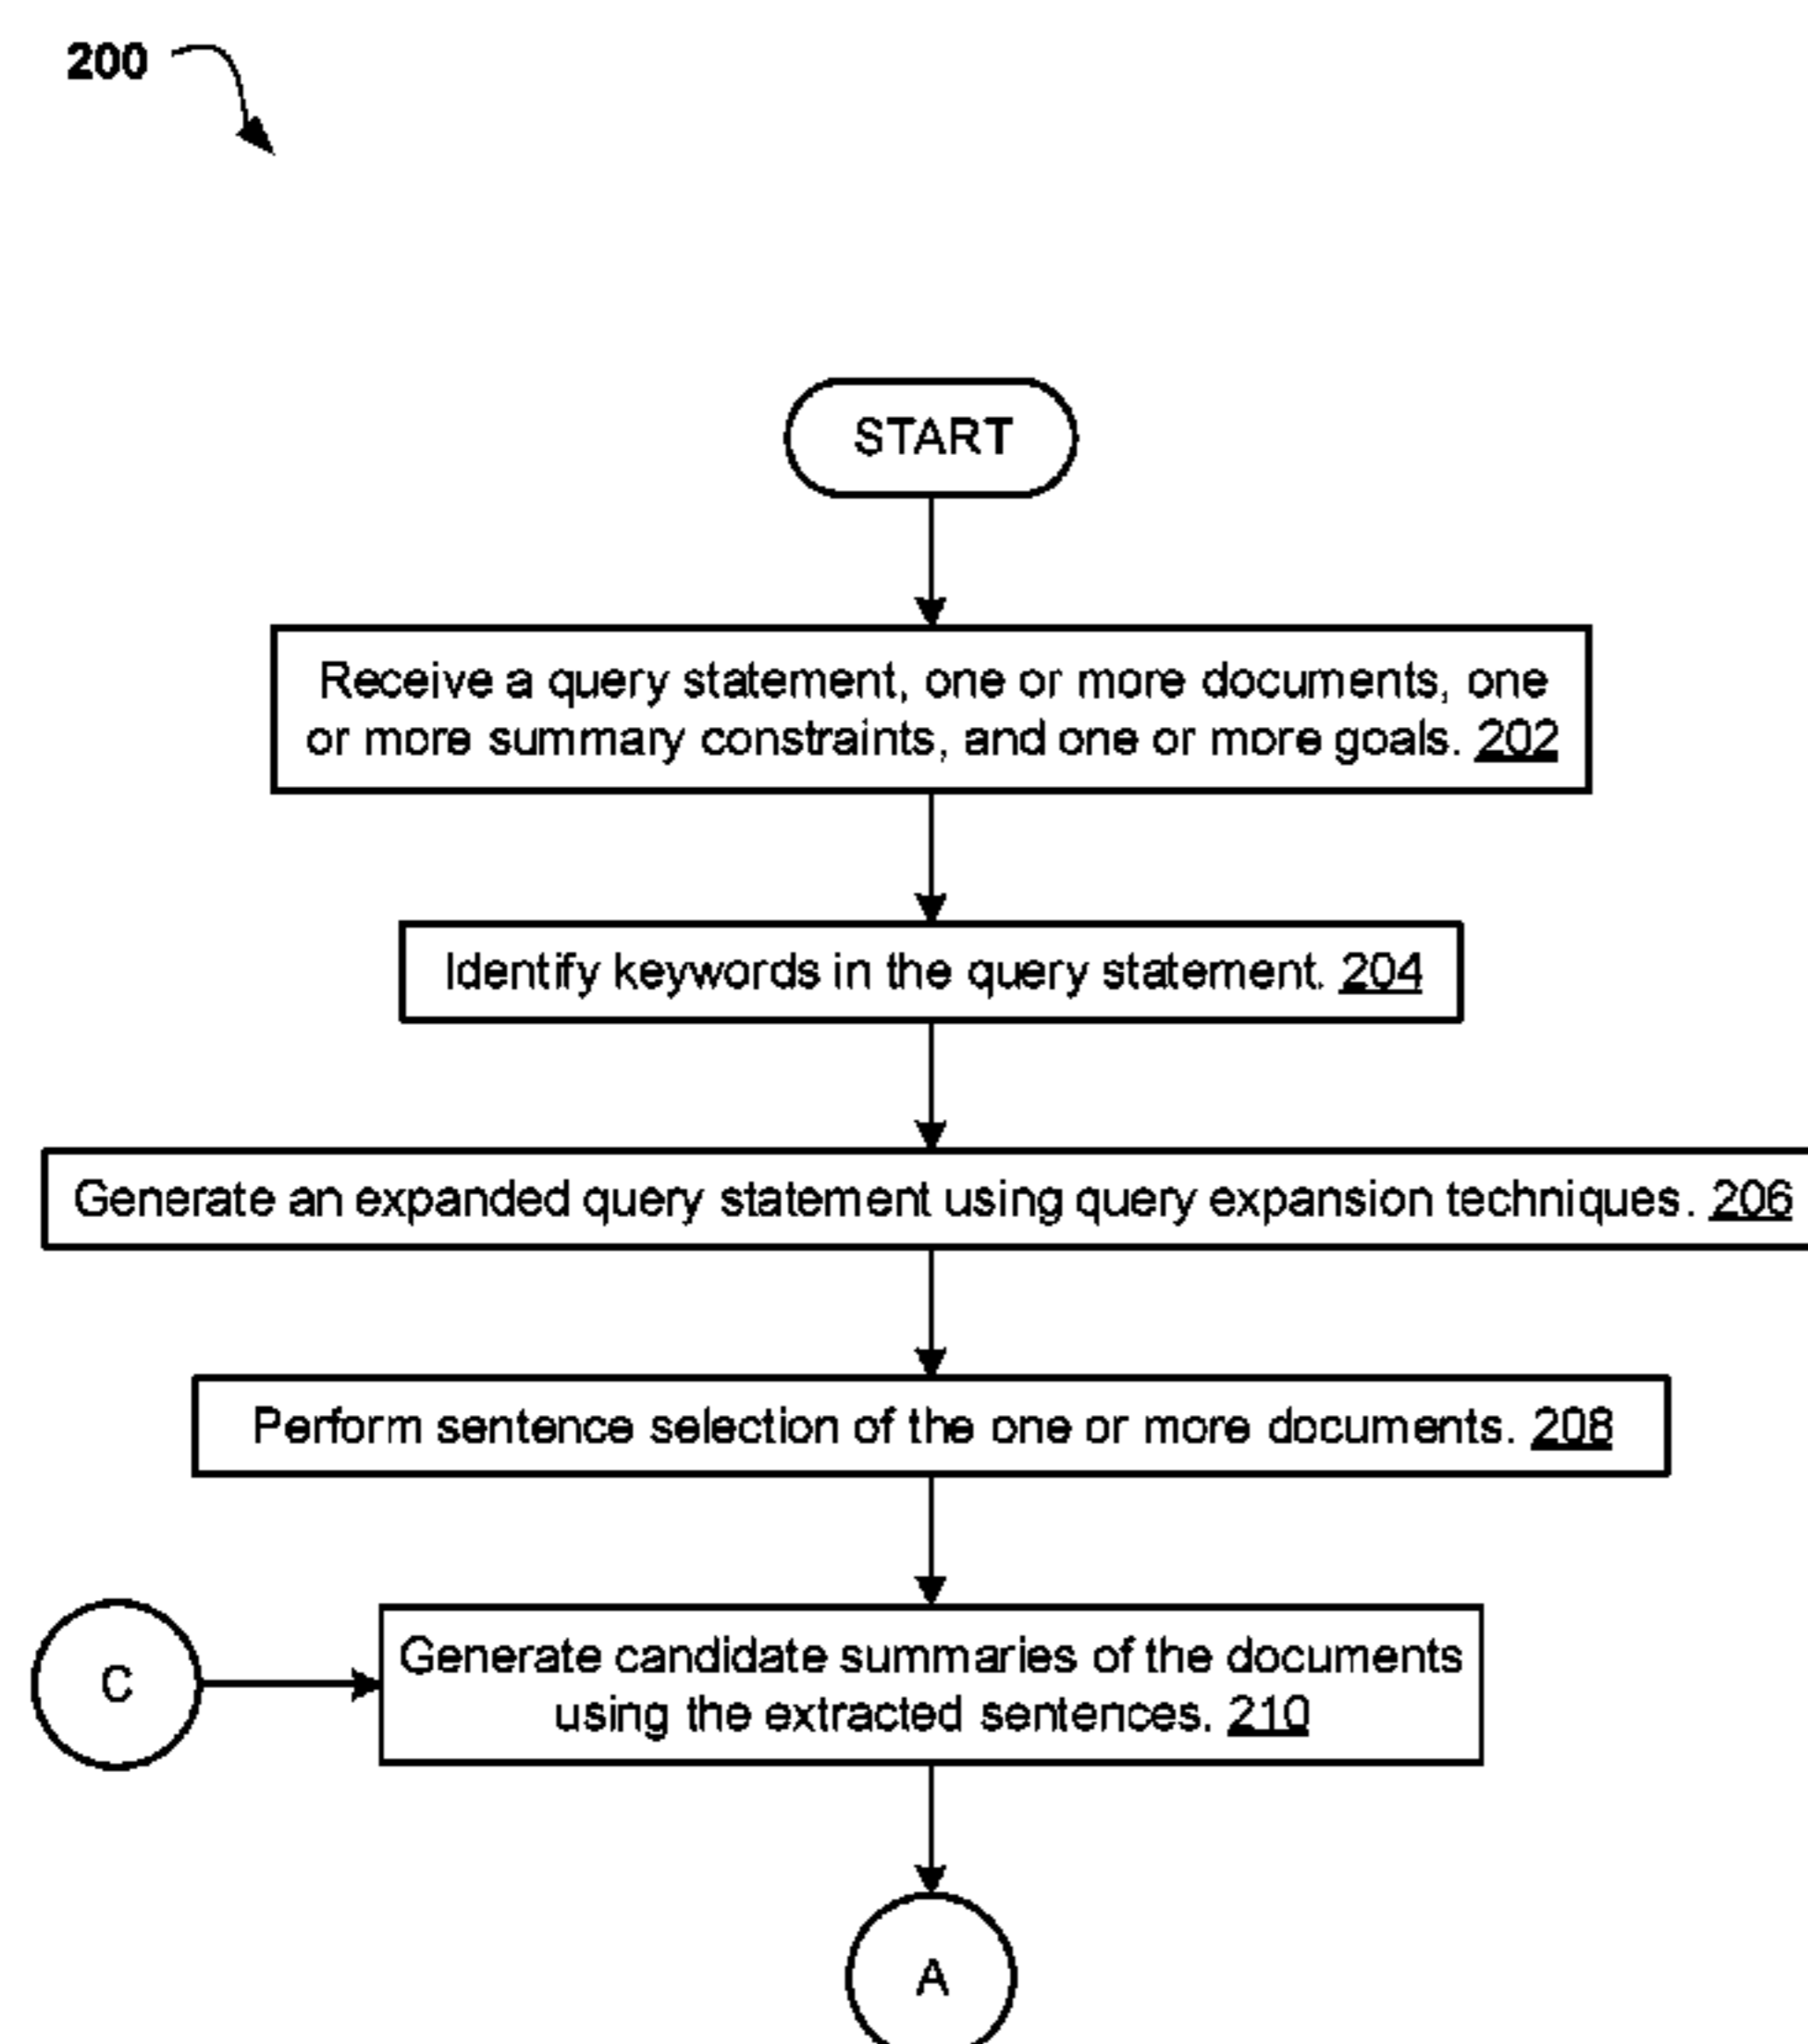 200
START
Receive a query statement, one or more documents, one
or more summary constraints, and one or more goals. 202
Identify keywords in the query statement. 204
Generate an expanded query statement using query expansion techniques. 206
Perform sentence selection of the one or more documents. 208
C
Generate candidate summaries of the documents
using the extracted sentences. 210
A